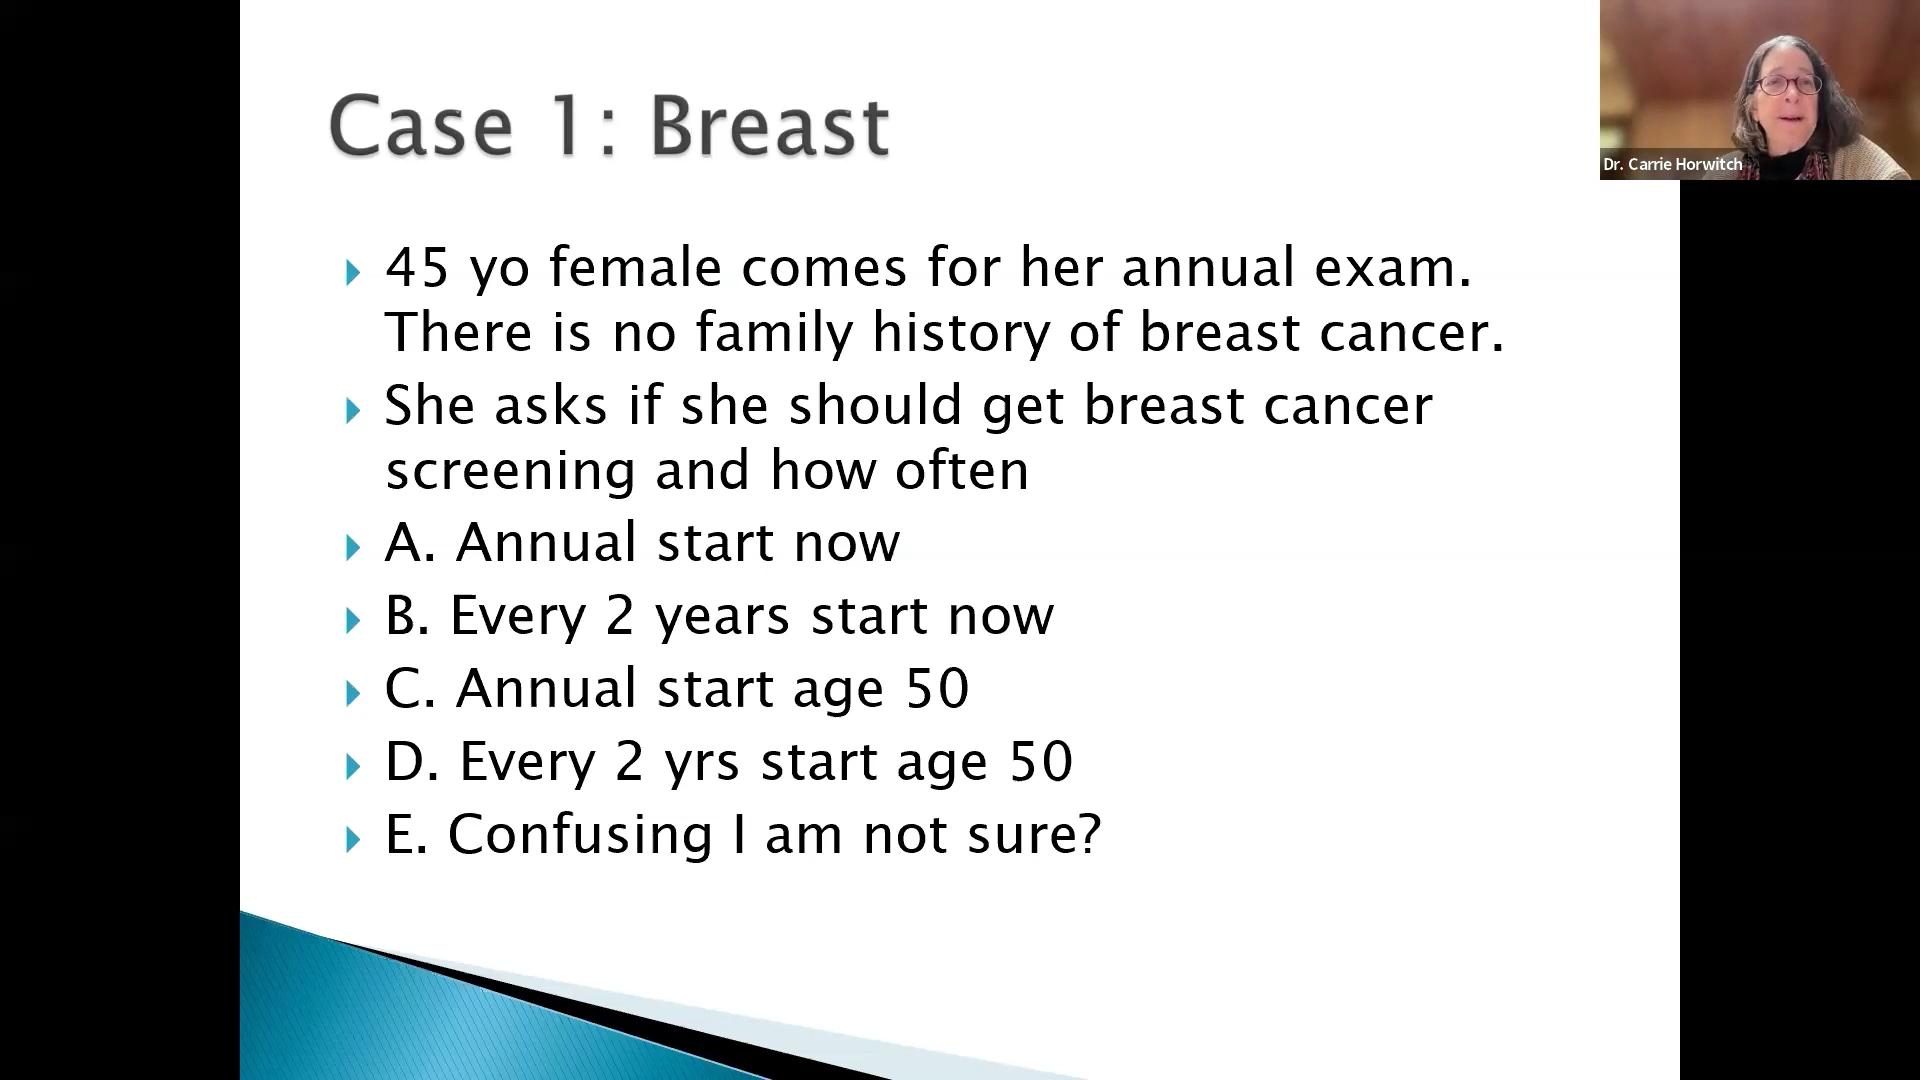 Case 1: Breast
Dr. Carrie Horwitch
45 yo female comes for her annual exam.
There is no family history of breast cancer.
She asks if she should get breast cancer
screening and how often
A. Annual start now
B. Every 2 years start now
C. Annual start age 50
D. Every 2 yrs start age 50
E. Confusing I am not sure?